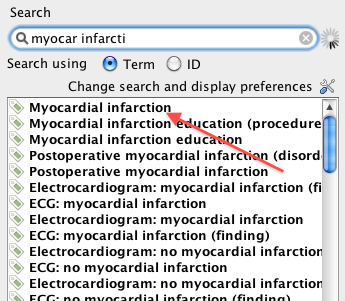 Search
myocar infarcti
Search using Term ID
Change search and display preferences
Myocardial infarction
Myocardial infarction education (procedure
Myocardial infarction education
Postoperative myocardial infarction (disord
Postoperative myocardial infarction
Electrocardiogram: myocardial infarction (fi
ECG: myocardial infarction
Electrocardiogram: myocardial infarction
ECG: myocardial infarction (finding)
Electrocardiogram: no myocardial infarction
ECG: no myocardial infarction
Electrocardiogram: no myocardial infarction
ECG: no myocardial infarction (finding)